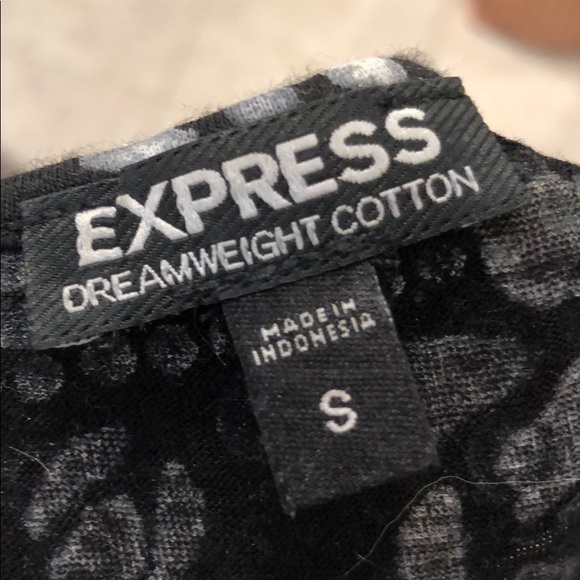 EXPRESS
DREAMWEIGHT COTTON
MADE IN
INDONESIA
S